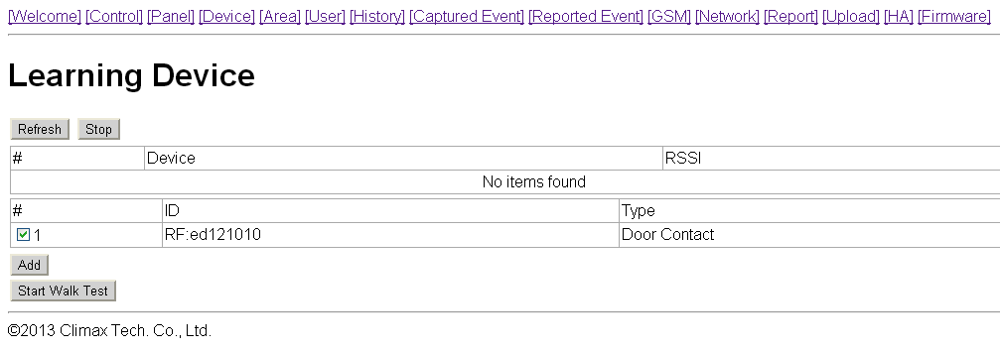 [Welcome] [Control] [Panel] [Device] [Area] [User] [History] [Captured Event] [Reported Event] [GSM] [Network] [Report] [Upload] [HA] [Firmware]
Learning Device
Refresh Stop
# Device RSSI
No items found
# ID Type
1 RF:ed121010 Door Contact
Add
Start Walk Test
©2013 Climax Tech. Co., Ltd.